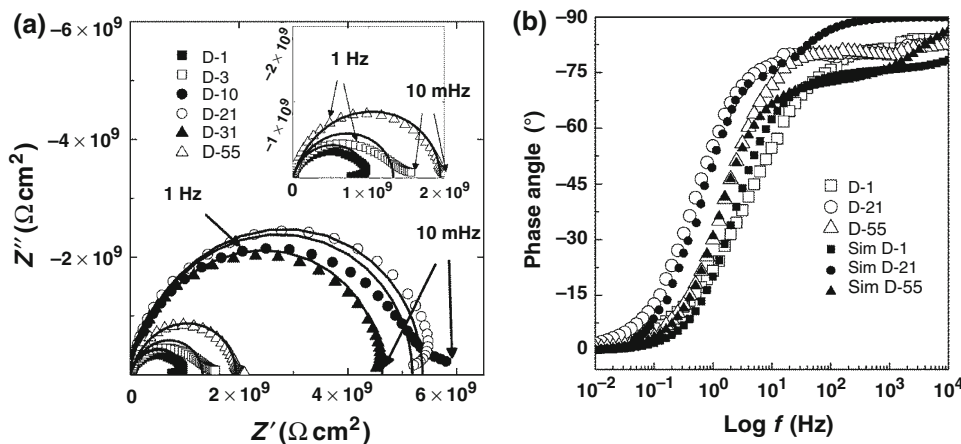 (a)
−6 × 10⁹
−4 × 10⁹
−2 × 10⁹
Z″ (Ω cm²)
0
2 × 10⁹
4 × 10⁹
6 × 10⁹
Z′ (Ω cm²)
D-1
D-3
D-10
D-21
D-31
D-55
1 Hz
10 mHz
−2 × 10⁹
−1 × 10⁹
0
1 × 10⁹
2 × 10⁹
1 Hz
10 mHz
(b)
−90
−75
−60
−45
−30
−15
0
Phase angle (°)
10⁻²
10⁻¹
10⁰
10¹
10²
10³
10⁴
Log f (Hz)
D-1
D-21
D-55
Sim D-1
Sim D-21
Sim D-55